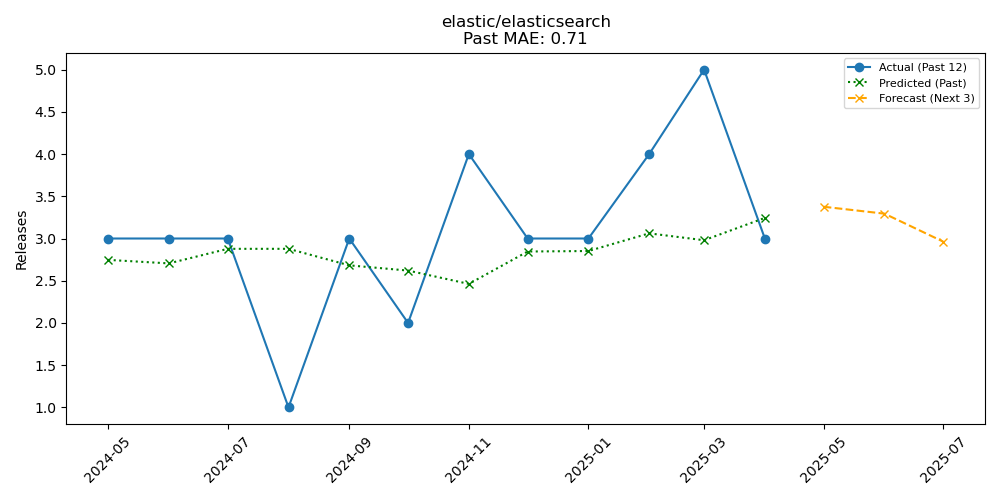 elastic/elasticsearch
Past MAE: 0.71
Actual (Past 12)
Predicted (Past)
Forecast (Next 3)
Releases
5.0
4.5
4.0
3.5
3.0
2.5
2.0
1.5
1.0
2024-05
2024-07
2024-09
2024-11
2025-01
2025-03
2025-05
2025-07